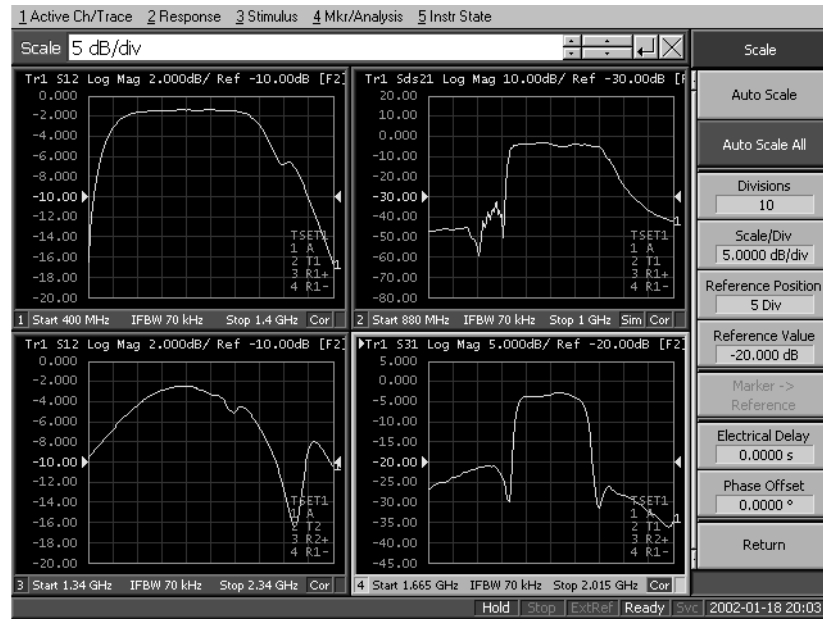 1 Active Ch/Trace 2 Response 3 Stimulus 4 Mkr/Analysis 5 Instr State
Scale 5 dB/div
Scale
Tr1 S12 Log Mag 2.000dB/ Ref -10.00dB [F2]
0.000
-2.000
-4.000
-6.000
-8.000
-10.00
-12.00
-14.00
-16.00
-18.00
-20.00
TSET1
1 A
2 T1
3 R1+
4 R1-
1
1 Start 400 MHz IFBW 70 kHz Stop 1.4 GHz Cor
Tr1 Sds21 Log Mag 10.00dB/ Ref -30.00dB [F
20.00
10.00
0.000
-10.00
-20.00
-30.00
-40.00
-50.00
-60.00
-70.00
-80.00
TSET1
1 A
2 T1
3 R1+
4 R1-
1
2 Start 880 MHz IFBW 70 kHz Stop 1 GHz Sim Cor
Tr1 S12 Log Mag 2.000dB/ Ref -10.00dB [F2]
0.000
-2.000
-4.000
-6.000
-8.000
-10.00
-12.00
-14.00
-16.00
-18.00
-20.00
TSET1
1 A
2 T2
3 R2+
4 R1-
1
3 Start 1.34 GHz IFBW 70 kHz Stop 2.34 GHz Cor
Tr1 S31 Log Mag 5.000dB/ Ref -20.00dB [F2]
5.000
0.000
-5.000
-10.00
-15.00
-20.00
-25.00
-30.00
-35.00
-40.00
-45.00
TSET1
1 A
2 T1
3 R2+
4 R1-
1
4 Start 1.665 GHz IFBW 70 kHz Stop 2.015 GHz Cor
Auto Scale
Auto Scale All
Divisions
10
Scale/Div
5.0000 dB/div
Reference Position
5 Div
Reference Value
-20.000 dB
Marker ->
Reference
Electrical Delay
0.0000 s
Phase Offset
0.0000 °
Return
Hold Stop ExtRef Ready Svc 2002-01-18 20:03